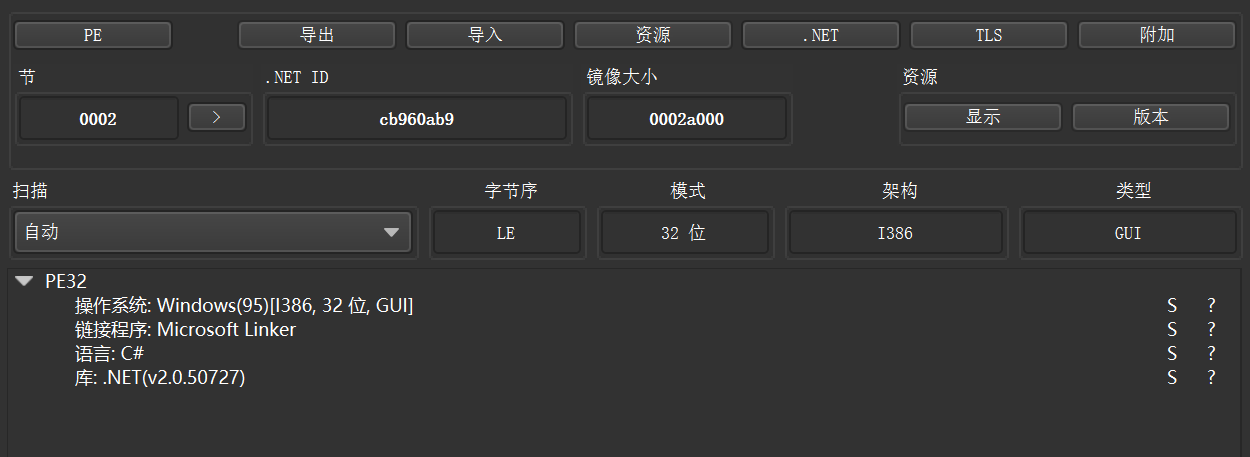 PE 导出 导入 资源 .NET TLS 附加
节 .NET ID 镜像大小 资源
0002 > cb960ab9 0002a000 显示 版本
扫描 字节序 模式 架构 类型
自动 LE 32 位 I386 GUI
PE32
操作系统: Windows(95)[I386, 32 位, GUI] S ?
链接程序: Microsoft Linker S ?
语言: C# S ?
库: .NET(v2.0.50727) S ?